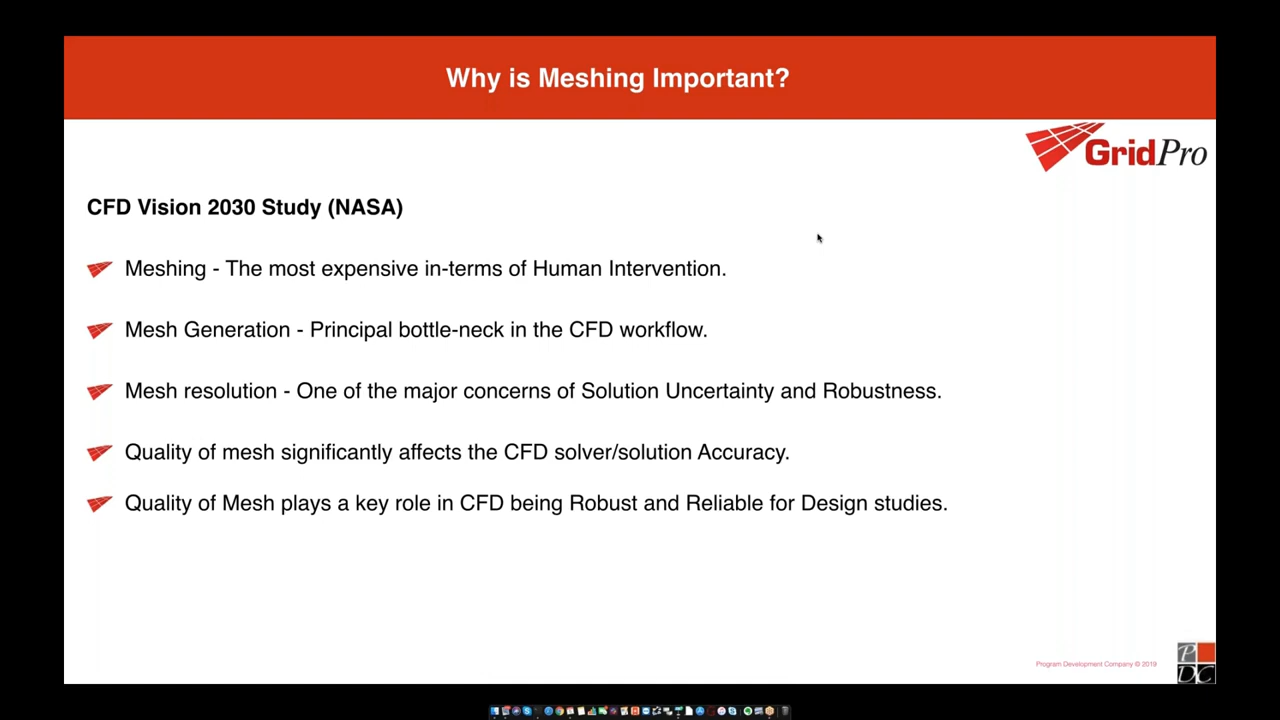 Why is Meshing Important?
GridPro
CFD Vision 2030 Study (NASA)
Meshing - The most expensive in-terms of Human Intervention.
Mesh Generation - Principal bottle-neck in the CFD workflow.
Mesh resolution - One of the major concerns of Solution Uncertainty and Robustness.
Quality of mesh significantly affects the CFD solver/solution Accuracy.
Quality of Mesh plays a key role in CFD being Robust and Reliable for Design studies.
Program Development Company © 2019
PDC